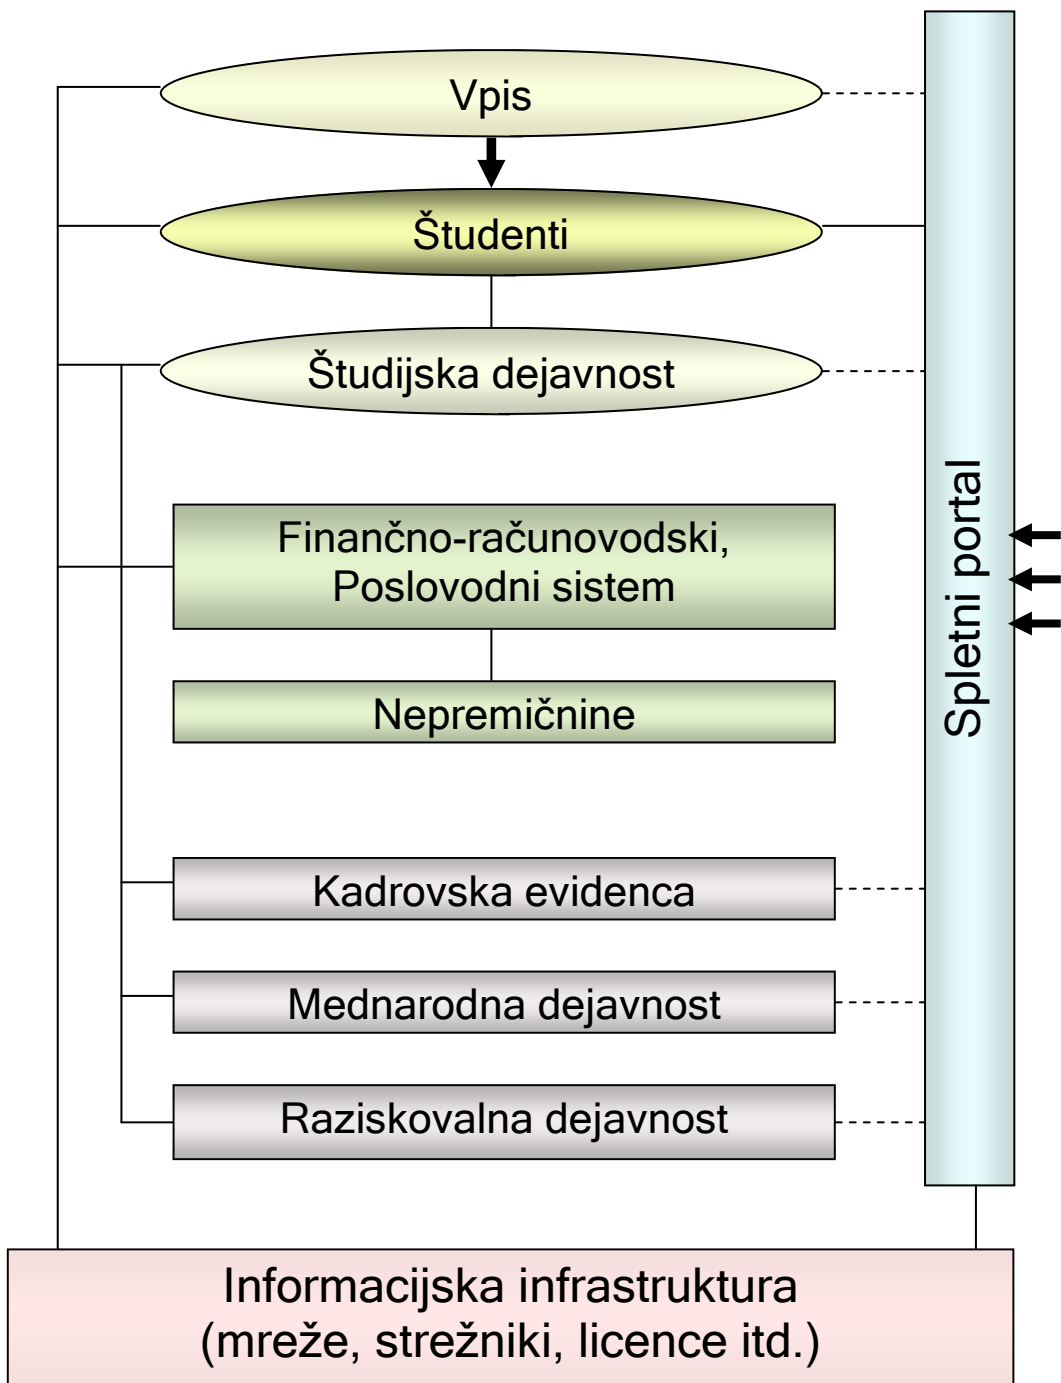 Vpis
Študenti
Študijska dejavnost
Finančno-računovodski,
Poslovodni sistem
Nepremičnine
Kadrovska evidenca
Mednarodna dejavnost
Raziskovalna dejavnost
Spletni portal
Informacijska infrastruktura
(mreže, strežniki, licence itd.)